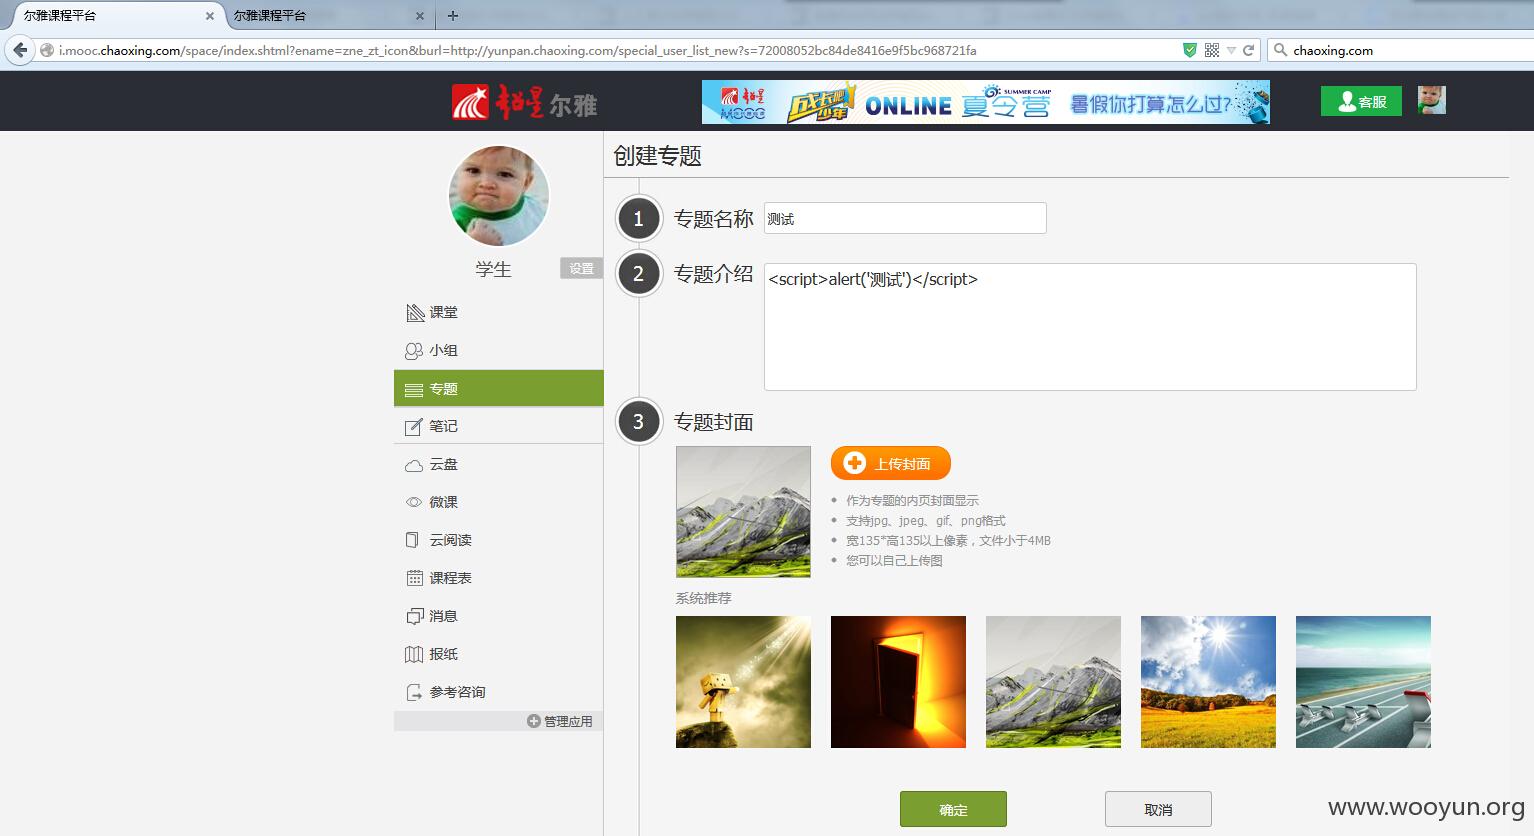 尔雅课程平台
尔雅课程平台
i.mooc.chaoxing.com/space/index.shtml?ename=zne_zt_icon&burl=http://yunpan.chaoxing.com/special_user_list_new?s=72008052bc84de8416e9f5bc968721fa
chaoxing.com
超星尔雅
超星
MOOC
成长吧
少年
ONLINE
SUMMER CAMP
夏令营
暑假你打算怎么过?
客服
学生
设置
课堂
小组
专题
笔记
云盘
微课
云阅读
课程表
消息
报纸
参考咨询
管理应用
创建专题
1 专题名称 测试
2 专题介绍 <script>alert('测试')</script>
3 专题封面
上传封面
作为专题的内页封面显示
支持jpg、jpeg、gif、png格式
宽135*高135以上像素，文件小于4MB
您可以自己上传图
系统推荐
确定
取消
www.wooyun.org